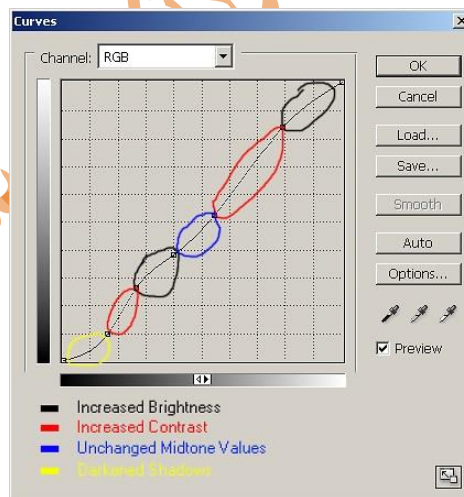 Curves
Channel: RGB
OK
Cancel
Load...
Save...
Smooth
Auto
Options...
Preview
Increased Brightness
Increased Contrast
Unchanged Midtone Values
Darkened Shadows